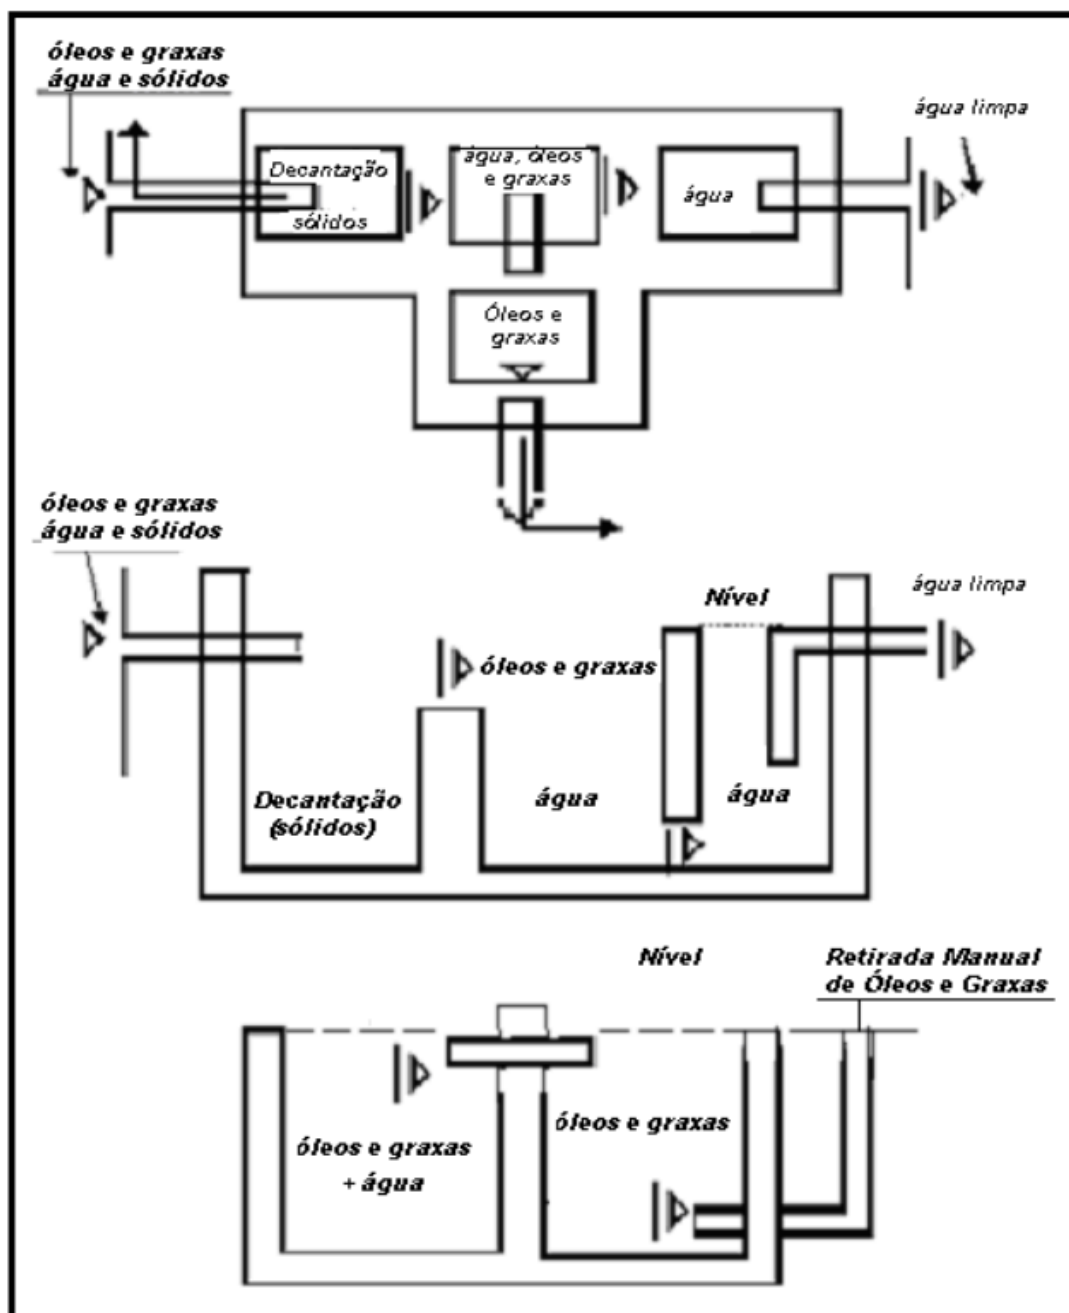 óleos e graxas
água e sólidos
água limpa
Decantação
sólidos
água, óleos
e graxas
água
Óleos e
graxas
óleos e graxas
água e sólidos
Nível
água limpa
óleos e graxas
Decantação
(sólidos)
água
água
Nível
Retirada Manual
de Óleos e Graxas
óleos e graxas
+ água
óleos e graxas